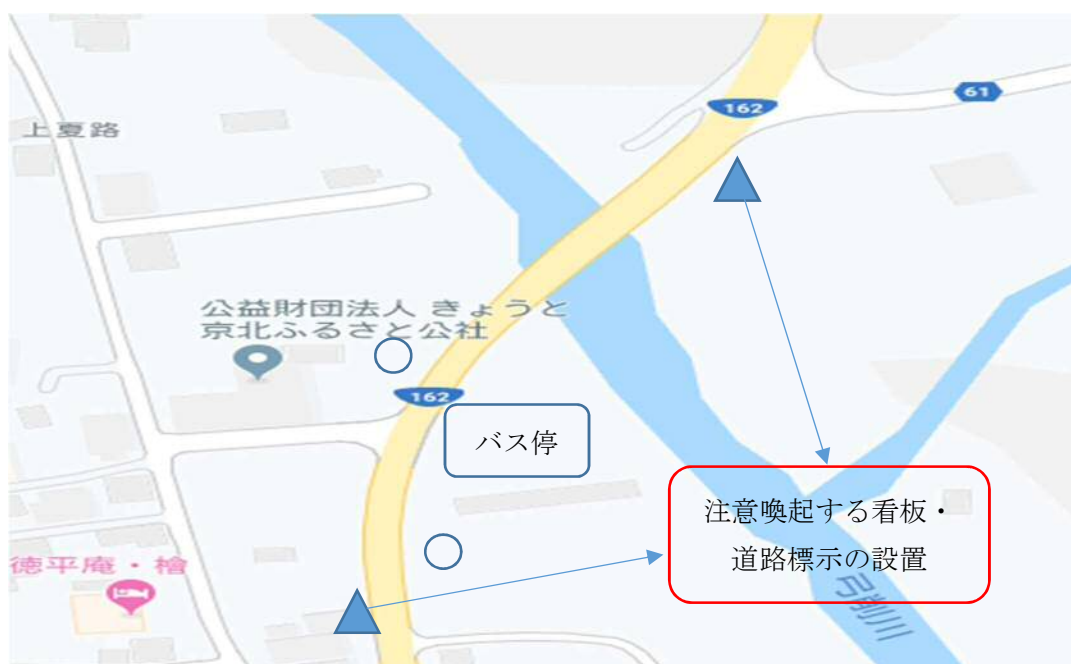 162
61
上夏路
公益財団法人 きょうと
京北ふるさと公社
162
バス停
注意喚起する看板・
道路標示の設置
徳平庵・檜
弓削川